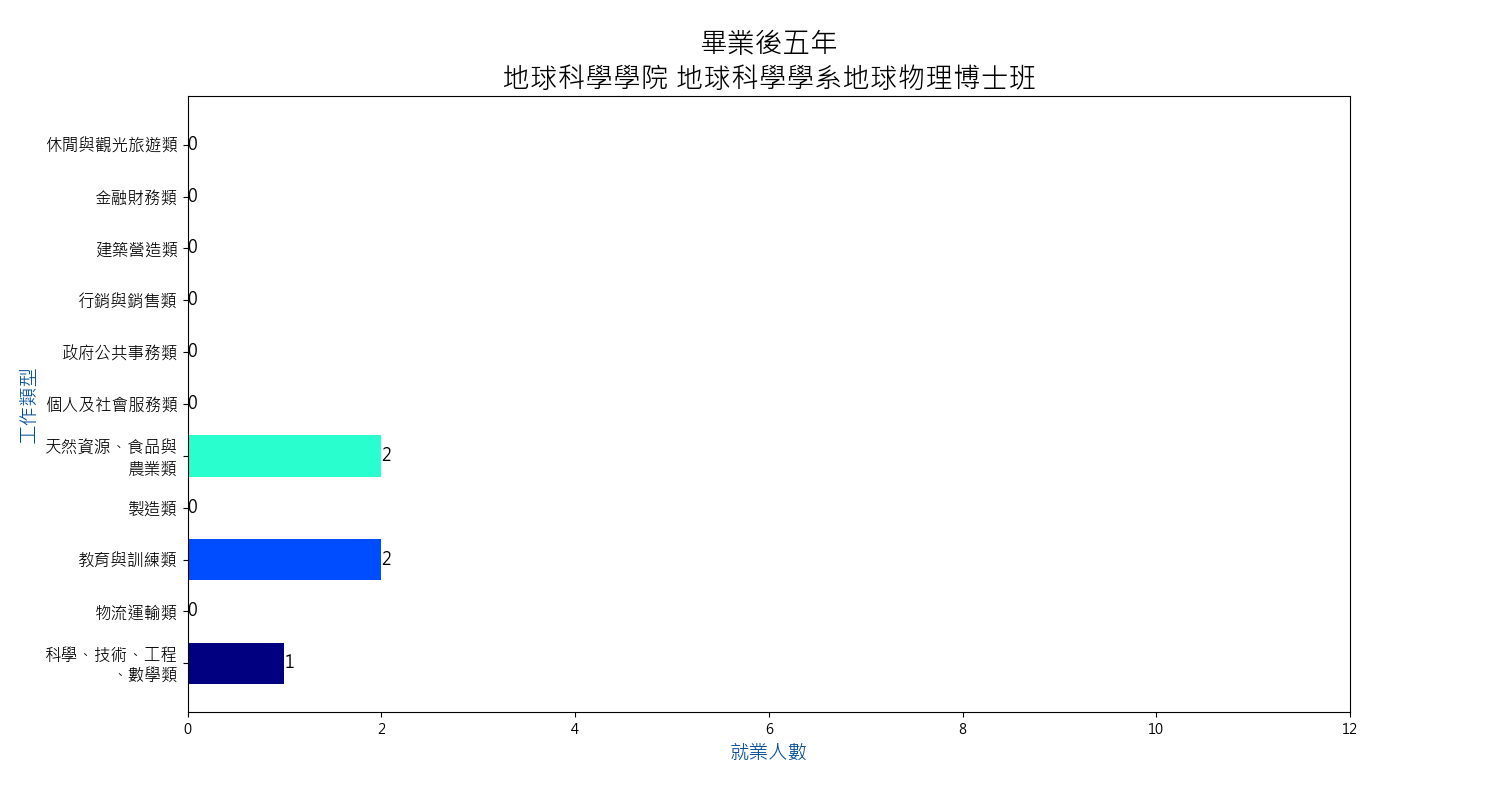 畢業後五年
地球科學學院 地球科學學系地球物理博士班
休閒與觀光旅遊類
0
金融財務類
0
建築營造類
0
行銷與銷售類
0
政府公共事務類
0
個人及社會服務類
0
天然資源、食品與
農業類
2
製造類
0
教育與訓練類
2
物流運輸類
0
科學、技術、工程
、數學類
1
工作類型
0 2 4 6 8 10 12
就業人數